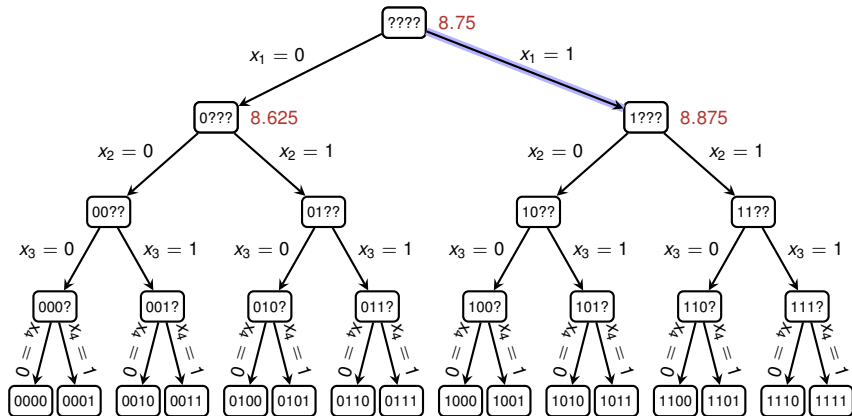 ???? 8.75
x₁ = 0 x₁ = 1
0??? 8.625 1??? 8.875
x₂ = 0 x₂ = 1 x₂ = 0 x₂ = 1
00?? 01?? 10?? 11??
x₃ = 0 x₃ = 1 x₃ = 0 x₃ = 1 x₃ = 0 x₃ = 1 x₃ = 0 x₃ = 1
000? 001? 010? 011? 100? 101? 110? 111?
x₄ = 0 x₄ = 1 x₄ = 0 x₄ = 1 x₄ = 0 x₄ = 1 x₄ = 0 x₄ = 1 x₄ = 0 x₄ = 1 x₄ = 0 x₄ = 1 x₄ = 0 x₄ = 1 x₄ = 0 x₄ = 1
0000 0001 0010 0011 0100 0101 0110 0111 1000 1001 1010 1011 1100 1101 1110 1111